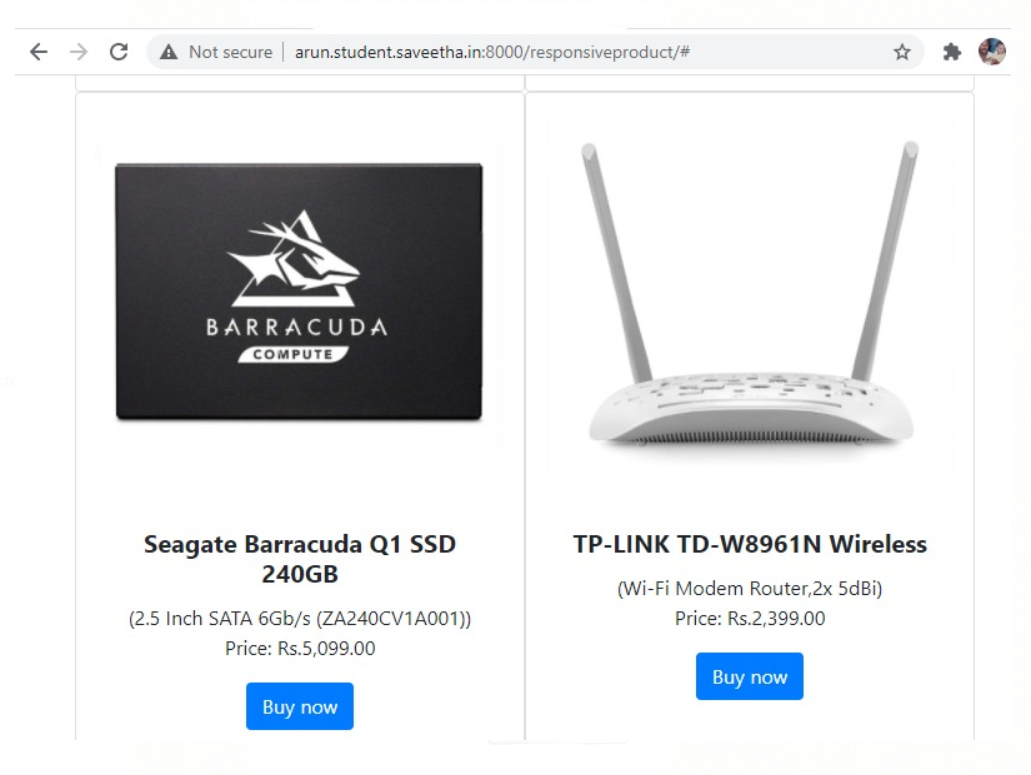 Not secure | arun.student.saveetha.in:8000/responsiveproduct/#
BARRACUDA
COMPUTE
Seagate Barracuda Q1 SSD
240GB
(2.5 Inch SATA 6Gb/s (ZA240CV1A001))
Price: Rs.5,099.00
Buy now
TP-LINK TD-W8961N Wireless
(Wi-Fi Modem Router,2x 5dBi)
Price: Rs.2,399.00
Buy now